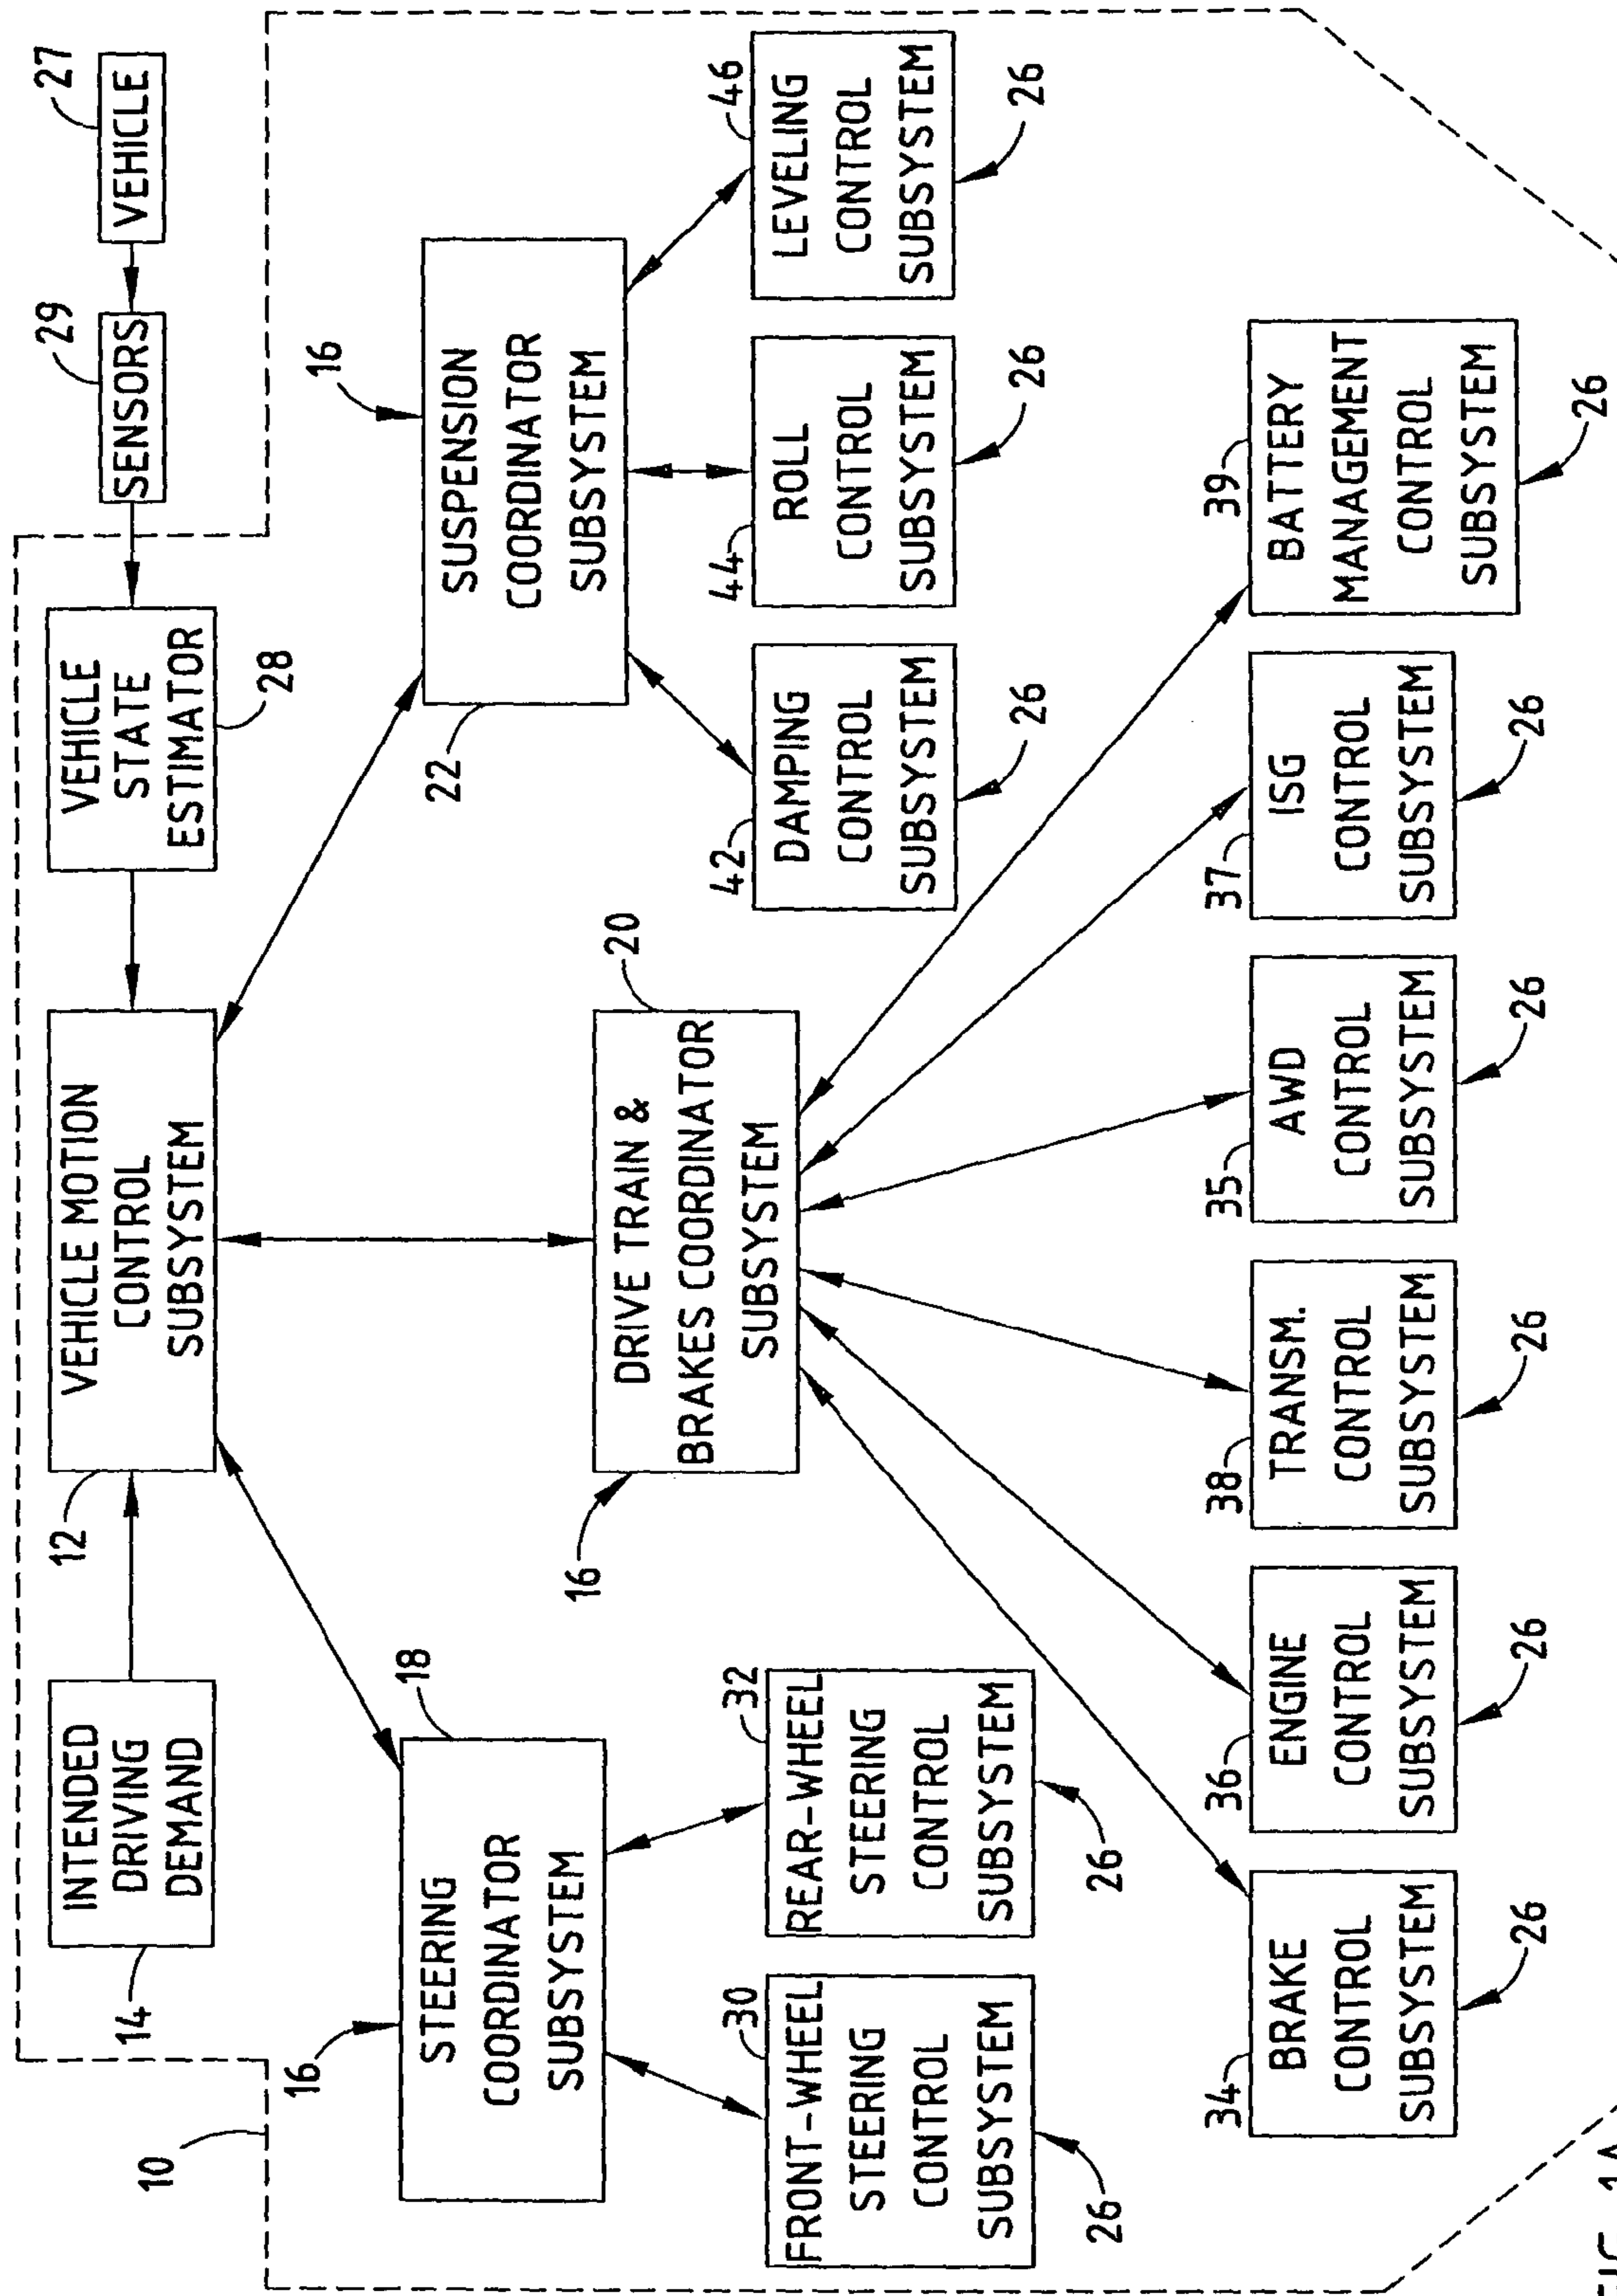 10
14
INTENDED
DRIVING
DEMAND
12
VEHICLE MOTION
CONTROL
SUBSYSTEM
VEHICLE
STATE
ESTIMATOR
28
29
SENSORS
27
VEHICLE
16
STEERING
COORDINATOR
SUBSYSTEM
18
16
DRIVE TRAIN &
BRAKES COORDINATOR
SUBSYSTEM
20
22
SUSPENSION
COORDINATOR
SUBSYSTEM
16
30
FRONT-WHEEL
STEERING
CONTROL
SUBSYSTEM
26
32
REAR-WHEEL
STEERING
CONTROL
SUBSYSTEM
26
42
DAMPING
CONTROL
SUBSYSTEM
26
44
ROLL
CONTROL
SUBSYSTEM
26
46
LEVELING
CONTROL
SUBSYSTEM
26
34
BRAKE
CONTROL
SUBSYSTEM
26
36
ENGINE
CONTROL
SUBSYSTEM
26
38
TRANSM.
CONTROL
SUBSYSTEM
26
35
AWD
CONTROL
SUBSYSTEM
26
37
ISG
CONTROL
SUBSYSTEM
26
39
BATTERY
MANAGEMENT
CONTROL
SUBSYSTEM
26
FIG. 1A